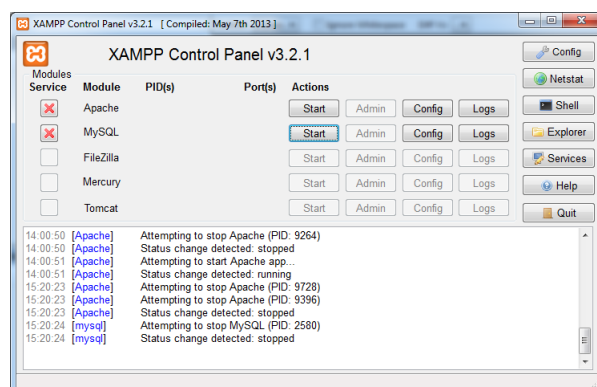 XAMPP Control Panel v3.2.1 [ Compiled: May 7th 2013 ]
XAMPP Control Panel v3.2.1
Config
Modules
Service Module PID(s) Port(s) Actions
Netstat
Apache Start Admin Config Logs
Shell
MySQL Start Admin Config Logs
Explorer
FileZilla Start Admin Config Logs
Services
Mercury Start Admin Config Logs
Help
Tomcat Start Admin Config Logs
Quit
14:00:50 [Apache] Attempting to stop Apache (PID: 9264)
14:00:50 [Apache] Status change detected: stopped
14:00:51 [Apache] Attempting to start Apache app...
14:00:51 [Apache] Status change detected: running
15:20:23 [Apache] Attempting to stop Apache (PID: 9728)
15:20:23 [Apache] Attempting to stop Apache (PID: 9396)
15:20:23 [Apache] Status change detected: stopped
15:20:24 [mysql] Attempting to stop MySQL (PID: 2580)
15:20:24 [mysql] Status change detected: stopped